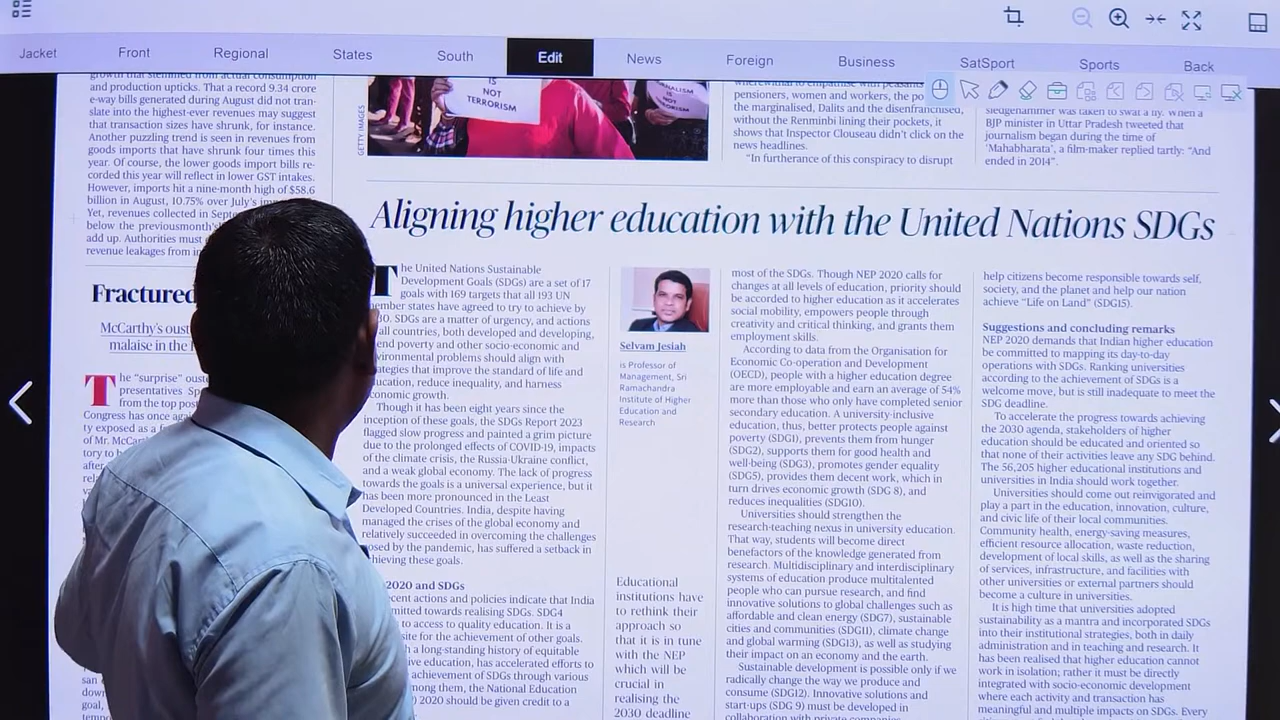 Jacket Front Regional States South Edit News Foreign Business SatSport Sports Back
growth that stemmed from actual consumption
and production upticks. That a record 9.34 crore
e-way bills generated during August did not tran-
slate into the highest-ever revenues may suggest
that transaction sizes have shrunk, for instance.
Another puzzling trend is seen in revenues from
goods imports that have shrunk four times this
year. Of course, the lower goods import bills re-
corded this year will reflect in lower GST intakes.
However, imports hit a nine-month high of $58.6
billion in August, 10.75% over July's
Yet, revenues collected in
below the previousmonth's
add up. Authorities must
revenue leakages from
Fractured
McCarthy's
malaise in the
The "surprise"
presentatives
from the top
Congress has once
ty exposed as a
of Mr.
tory to
after
down
goal,
GETTY IMAGES
IS
NOT
TERRORISM
IS
NOT
TERRORISM
pensioners, women and workers, the
the marginalised, Dalits and the disenfranchised,
without the Renminbi lining their pockets, it
shows that Inspector Clouseau didn't click on the
news headlines.
"In furtherance of this conspiracy to disrupt
sledgehammer was taken to swat a fly. When a
BJP minister in Uttar Pradesh tweeted that
journalism began during the time of
'Mahabharata', a film-maker replied tartly: "And
ended in 2014".
Aligning higher education with the United Nations SDGs
The United Nations Sustainable
Development Goals (SDGs) are a set of 17
goals with 169 targets that all 193 UN
member states have agreed to try to achieve by
SDGs are a matter of urgency, and actions
all countries, both developed and developing,
end poverty and other socio-economic and
environmental problems should align with
strategies that improve the standard of life and
education, reduce inequality, and harness
economic growth.
Though it has been eight years since the
inception of these goals, the SDGs Report 2023
flagged slow progress and painted a grim picture
due to the prolonged effects of COVID-19, impacts
of the climate crisis, the Russia-Ukraine conflict,
and a weak global economy. The lack of progress
towards the goals is a universal experience, but it
has been more pronounced in the Least
Developed Countries. India, despite having
managed the crises of the global economy and
relatively succeeded in overcoming the challenges
posed by the pandemic, has suffered a setback in
achieving these goals.
2020 and SDGs
recent actions and policies indicate that India
committed towards realising SDGs. SDG4
to access to quality education. It is a
for the achievement of other goals.
a long-standing history of equitable
education, has accelerated efforts to
achievement of SDGs through various
among them, the National Education
2020 should be given credit to a
Selvam Jesiah
is Professor of
Management, Sri
Ramachandra
Institute of Higher
Education and
Research
Educational
institutions have
to rethink their
approach so
that it is in tune
with the NEP
which will be
crucial in
realising the
2030 deadline
most of the SDGs. Though NEP 2020 calls for
changes at all levels of education, priority should
be accorded to higher education as it accelerates
social mobility, empowers people through
creativity and critical thinking, and grants them
employment skills.
According to data from the Organisation for
Economic Co-operation and Development
(OECD), people with a higher education degree
are more employable and earn an average of 54%
more than those who only have completed senior
secondary education. A university-inclusive
education, thus, better protects people against
poverty (SDG1), prevents them from hunger
(SDG2), supports them for good health and
well-being (SDG3), promotes gender equality
(SDG5), provides them decent work, which in
turn drives economic growth (SDG 8), and
reduces inequalities (SDG10).
Universities should strengthen the
research-teaching nexus in university education.
That way, students will become direct
benefactors of the knowledge generated from
research. Multidisciplinary and interdisciplinary
systems of education produce multitalented
people who can pursue research, and find
innovative solutions to global challenges such as
affordable and clean energy (SDG7), sustainable
cities and communities (SDG11), climate change
and global warming (SDG13), as well as studying
their impact on an economy and the earth.
Sustainable development is possible only if we
radically change the way we produce and
consume (SDG12). Innovative solutions and
start-ups (SDG 9) must be developed in
collaboration with private companies
help citizens become responsible towards self,
society, and the planet and help our nation
achieve "Life on Land" (SDG15).
Suggestions and concluding remarks
NEP 2020 demands that Indian higher education
be committed to mapping its day-to-day
operations with SDGs. Ranking universities
according to the achievement of SDGs is a
welcome move, but is still inadequate to meet the
SDG deadline.
To accelerate the progress towards achieving
the 2030 agenda, stakeholders of higher
education should be educated and oriented so
that none of their activities leave any SDG behind.
The 56,205 higher educational institutions and
universities in India should work together.
Universities should come out reinvigorated and
play a part in the education, innovation, culture,
and civic life of their local communities.
Community health, energy-saving measures,
efficient resource allocation, waste reduction,
development of local skills, as well as the sharing
of services, infrastructure, and facilities with
other universities or external partners should
become a culture in universities.
It is high time that universities adopted
sustainability as a mantra and incorporated SDGs
into their institutional strategies, both in daily
administration and in teaching and research. It
has been realised that higher education cannot
work in isolation; rather it must be directly
integrated with socio-economic development
where each activity and transaction has
meaningful and multiple impacts on SDGs. Every